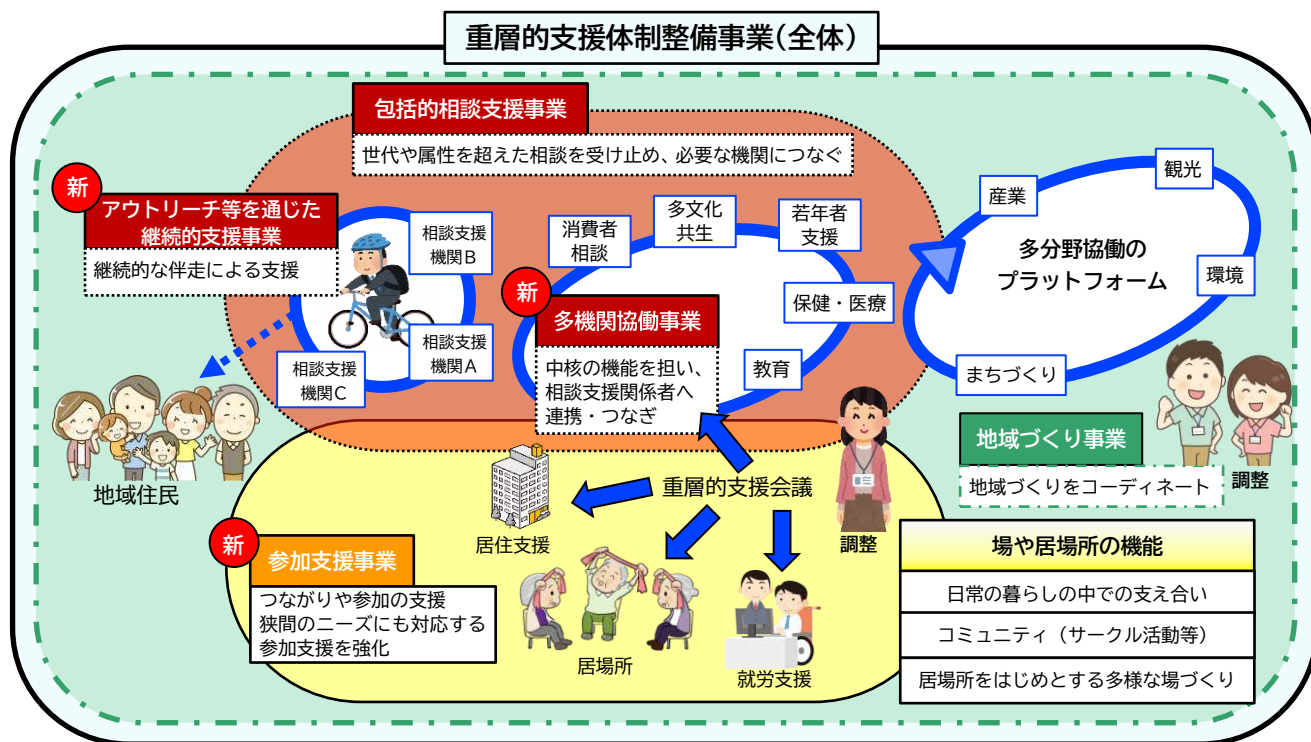 重層的支援体制整備事業(全体)
包括的相談支援事業
世代や属性を超えた相談を受け止め、必要な機関につなぐ
新
アウトリーチ等を通じた
継続的支援事業
継続的な伴走による支援
相談支援
機関B
相談支援
機関A
相談支援
機関C
地域住民
消費者
相談
多文化
共生
若年者
支援
保健・医療
教育
新
多機関協働事業
中核の機能を担い、
相談支援関係者へ
連携・つなぎ
産業
観光
環境
まちづくり
多分野協働の
プラットフォーム
地域づくり事業
地域づくりをコーディネート
調整
重層的支援会議
調整
居住支援
居場所
就労支援
新
参加支援事業
つながりや参加の支援
狭間のニーズにも対応する
参加支援を強化
場や居場所の機能
日常の暮らしの中での支え合い
コミュニティ(サークル活動等)
居場所をはじめとする多様な場づくり